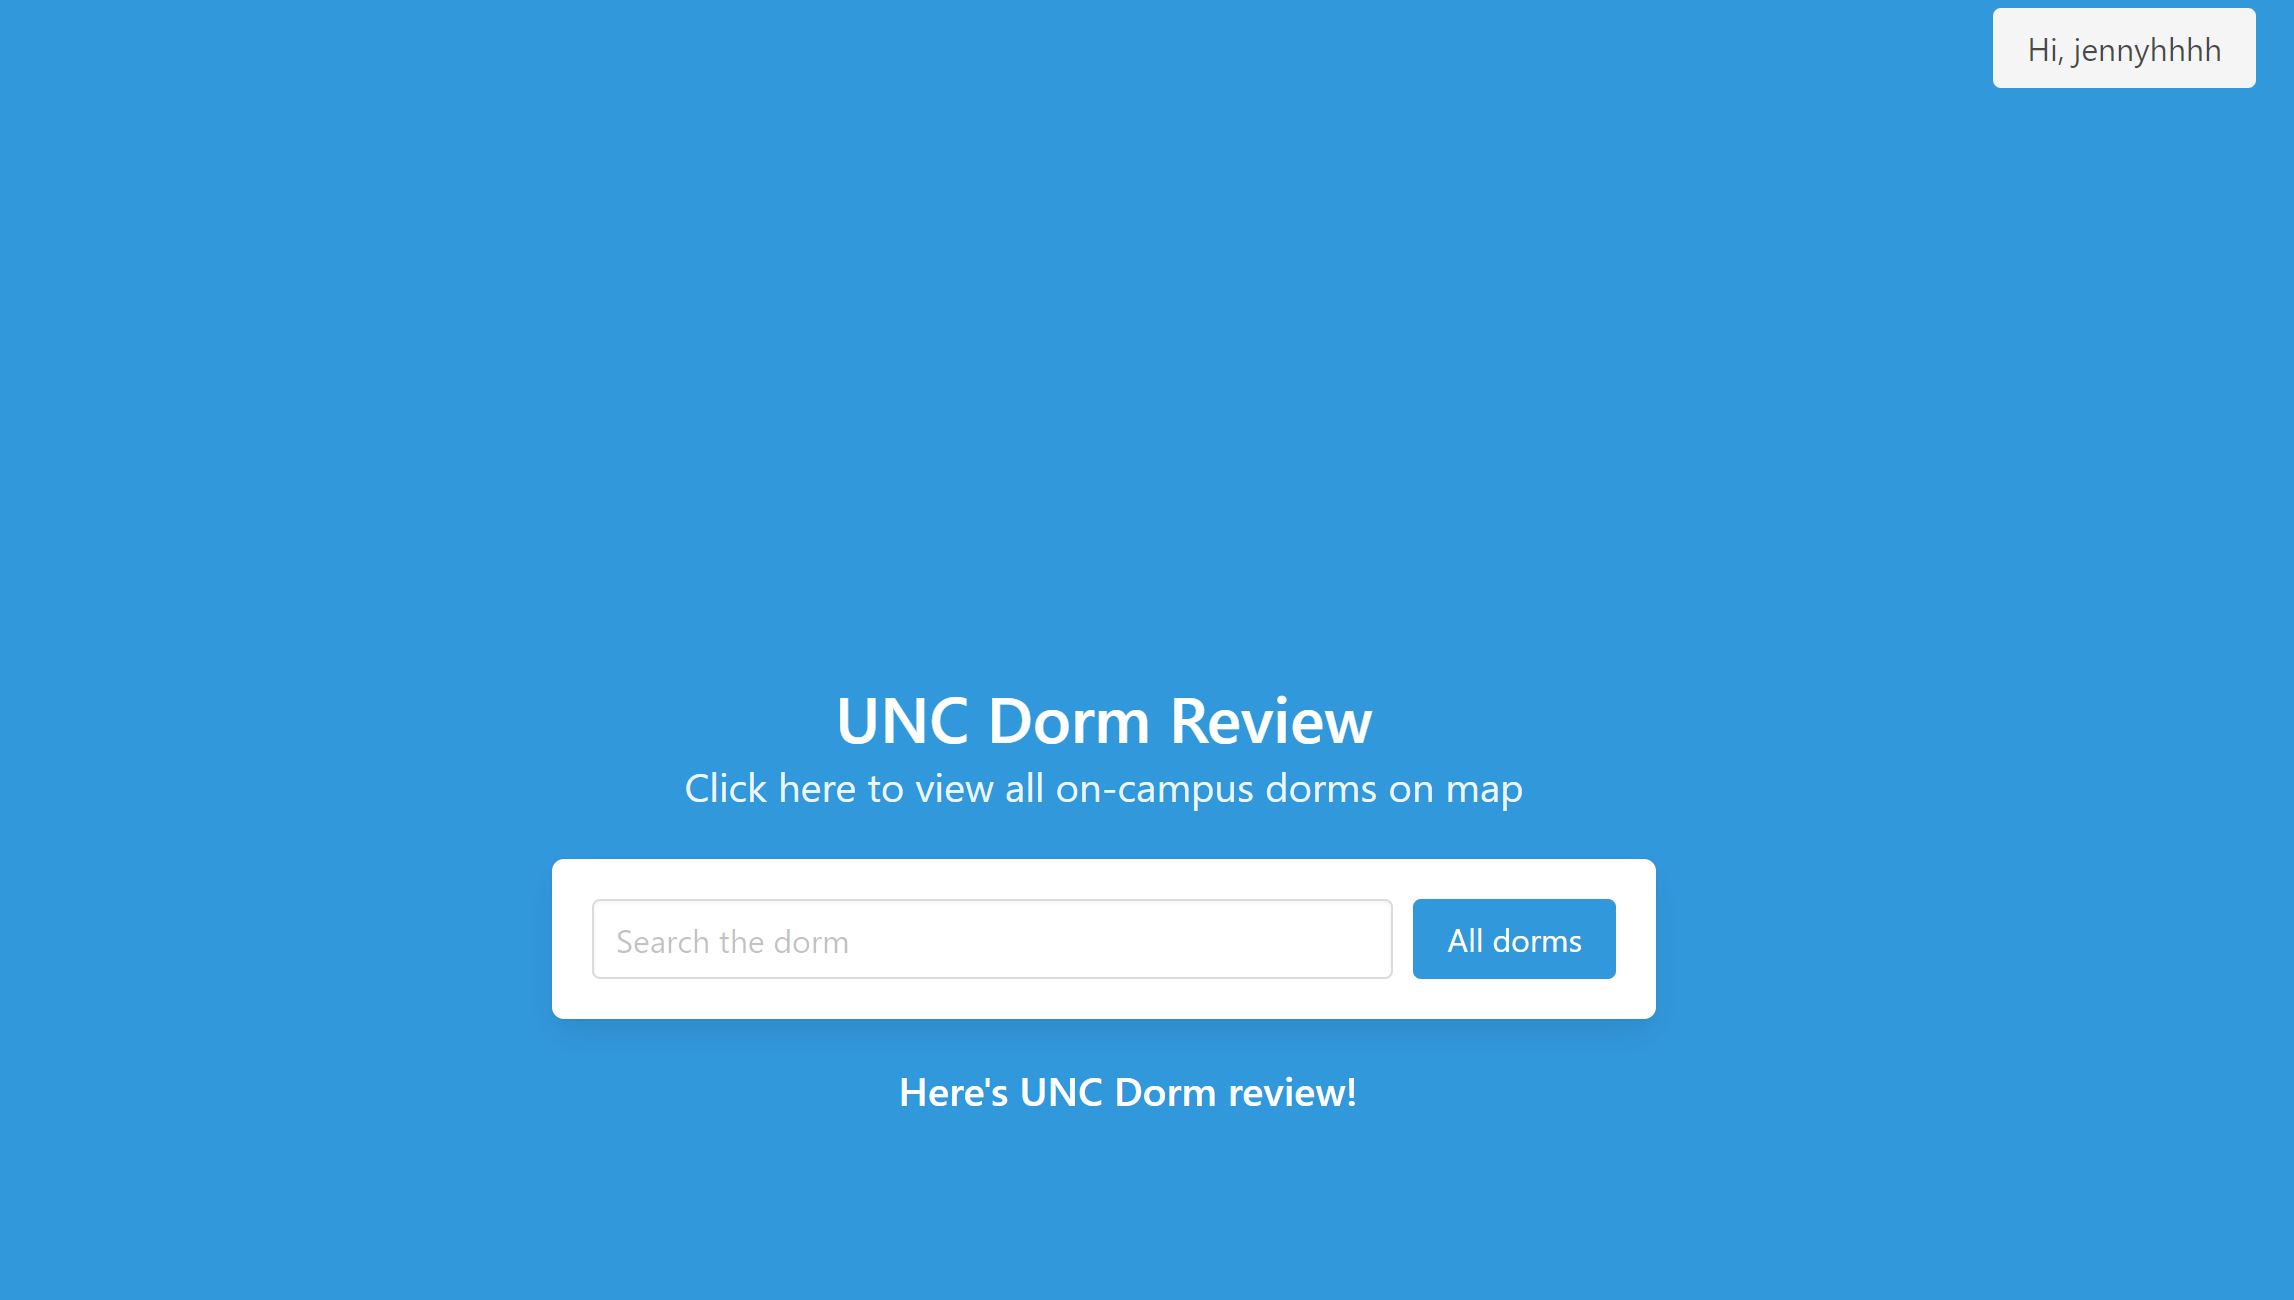 Hi, jennyhhhh
UNC Dorm Review
Click here to view all on-campus dorms on map
Search the dorm
All dorms
Here's UNC Dorm review!